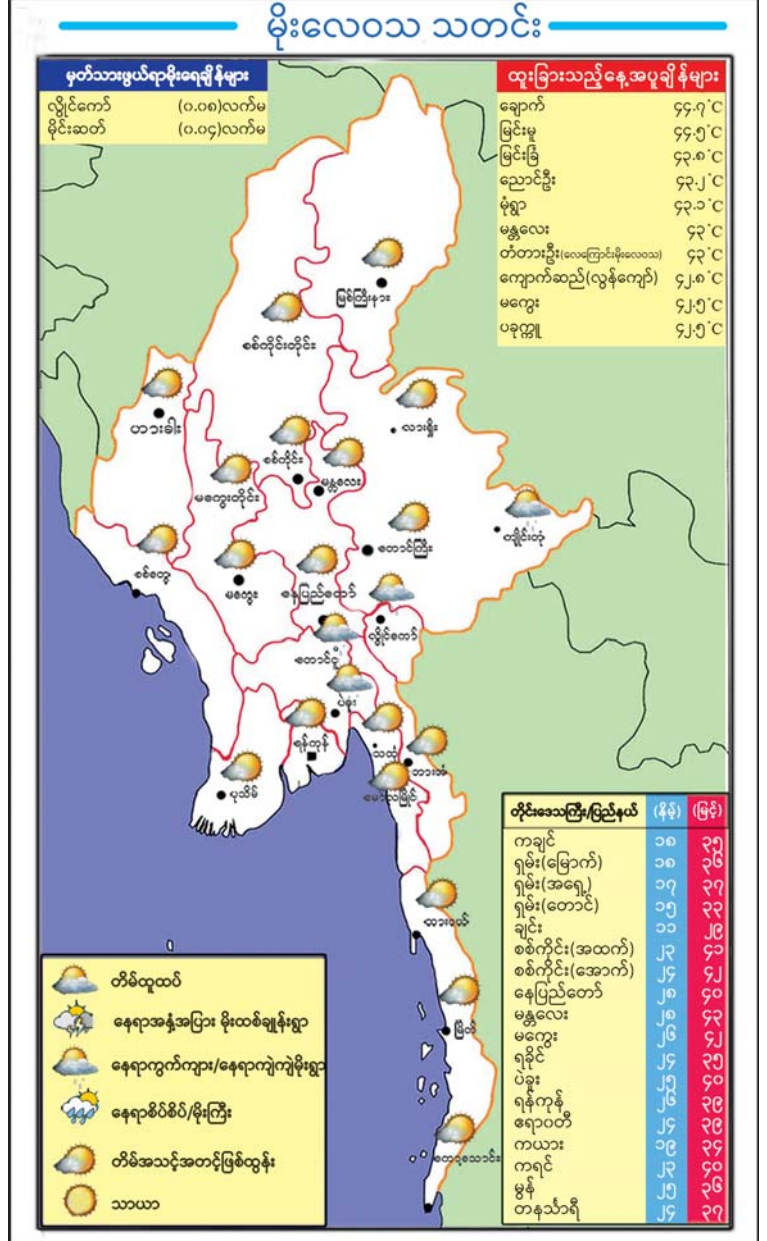 မိုးလေဝသ သတင်း
မှတ်သားဖွယ်ရာမိုးရေချိန်များ
လွိုင်ကော် (၀.၀၈)လက်မ
မိုင်းဆတ် (၀.၀၄)လက်မ
ထူးခြားသည့်နေ့အပူချိန်များ
ချောက် ၄၄.၇°C
မြင်းမူ ၄၄.၅°C
မြင်းခြံ ၄၃.၈°C
ညောင်ဦး ၄၃.၂°C
မုံရွာ ၄၃.၁°C
မန္တလေး ၄၃°C
တံတားဦး(လေကြောင်းမိုးလေဝသ) ၄၃°C
ကျောက်ဆည်(လွန်ကျော်) ၄၂.၈°C
မကွေး ၄၂.၅°C
ပခုက္ကူ ၄၂.၅°C
မြစ်ကြီးနား
စစ်ကိုင်းတိုင်း
ဟားခါး
လားရှိုး
စစ်ကိုင်း
မန္တလေး
မကွေးတိုင်း
ကျိုင်းတုံ
တောင်ကြီး
စစ်တွေ
မကွေး
နေပြည်တော်
လွိုင်ကော်
တောင်ငူ
ပဲခူး
ရန်ကုန်
သထုံ
ဘားအံ
ပုသိမ်
မော်လမြိုင်
ထားဝယ်
မြိတ်
ကော့သောင်း
တိမ်ထူထပ်
နေရာအနှံ့အပြား မိုးထစ်ချုန်းရွာ
နေရာကွက်ကျား/နေရာကျဲကျဲမိုးရွာ
နေရာစိပ်စိပ်/မိုးကြီး
တိမ်အသင့်အတင့်ဖြစ်ထွန်း
သာယာ
တိုင်းဒေသကြီး/ပြည်နယ် (နိမ့်) (မြင့်)
ကချင် ၁၈ ၃၅
ရှမ်း(မြောက်) ၁၈ ၃၆
ရှမ်း(အရှေ့) ၁၇ ၃၇
ရှမ်း(တောင်) ၁၅ ၃၃
ချင်း ၁၁ ၂၉
စစ်ကိုင်း(အထက်) ၂၃ ၄၁
စစ်ကိုင်း(အောက်) ၂၄ ၄၂
နေပြည်တော် ၂၈ ၄၀
မန္တလေး ၂၈ ၄၃
မကွေး ၂၆ ၄၂
ရခိုင် ၂၄ ၃၅
ပဲခူး ၂၅ ၄၀
ရန်ကုန် ၂၆ ၃၉
ဧရာဝတီ ၂၄ ၃၉
ကယား ၁၉ ၃၄
ကရင် ၂၃ ၄၀
မွန် ၂၅ ၃၆
တနင်္သာရီ ၂၄ ၃၇